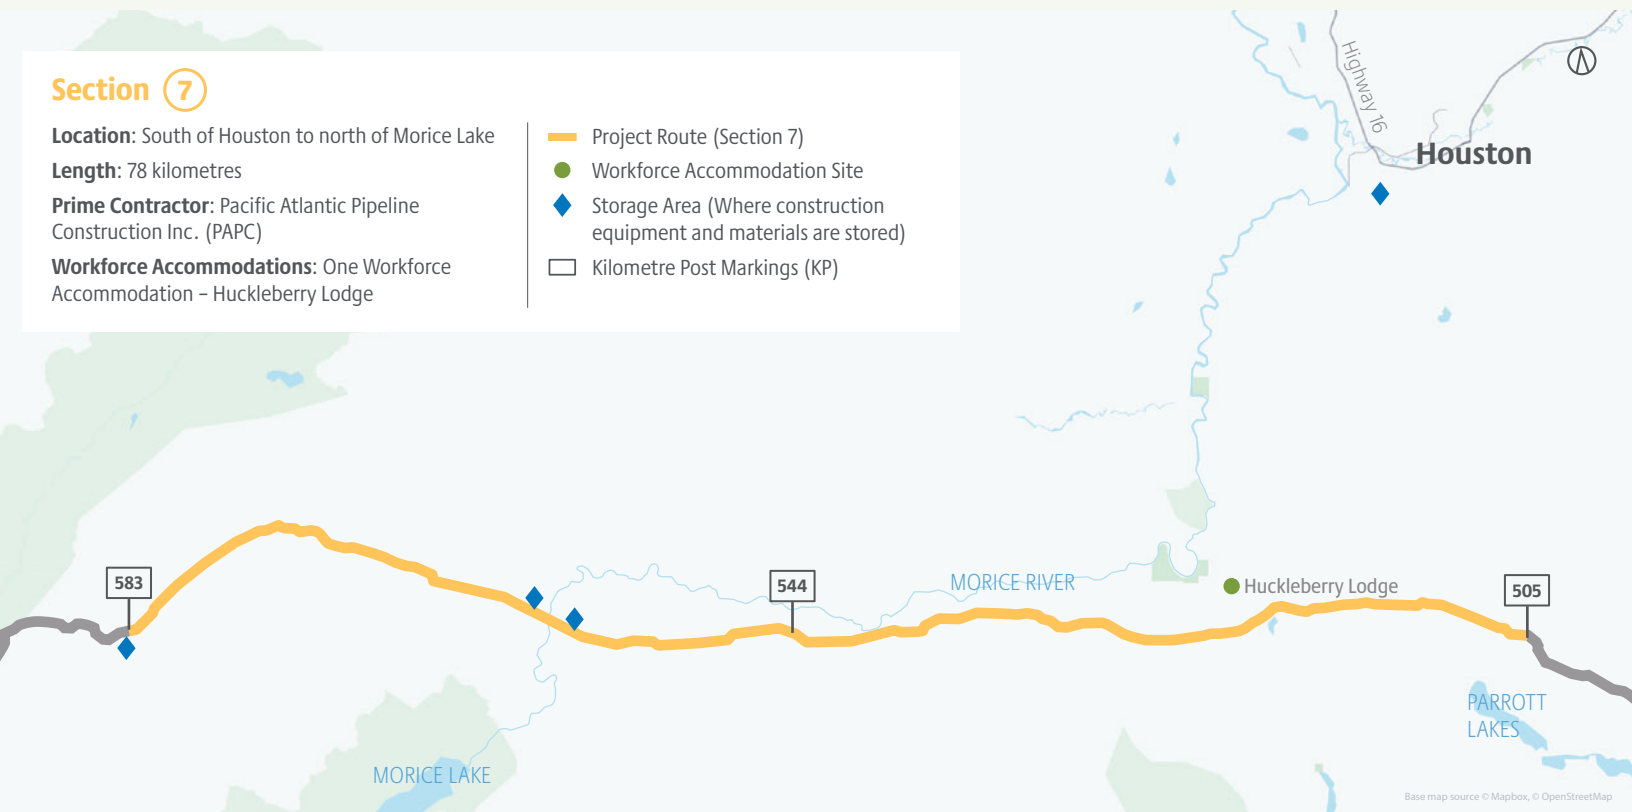 Section 7
Location: South of Houston to north of Morice Lake
Length: 78 kilometres
Prime Contractor: Pacific Atlantic Pipeline
Construction Inc. (PAPC)
Workforce Accommodations: One Workforce
Accommodation – Huckleberry Lodge
Project Route (Section 7)
Workforce Accommodation Site
Storage Area (Where construction
equipment and materials are stored)
Kilometre Post Markings (KP)
Highway 16
Houston
583
544
MORICE RIVER
Huckleberry Lodge
505
PARROTT
LAKES
MORICE LAKE
Base map source © Mapbox, © OpenStreetMap